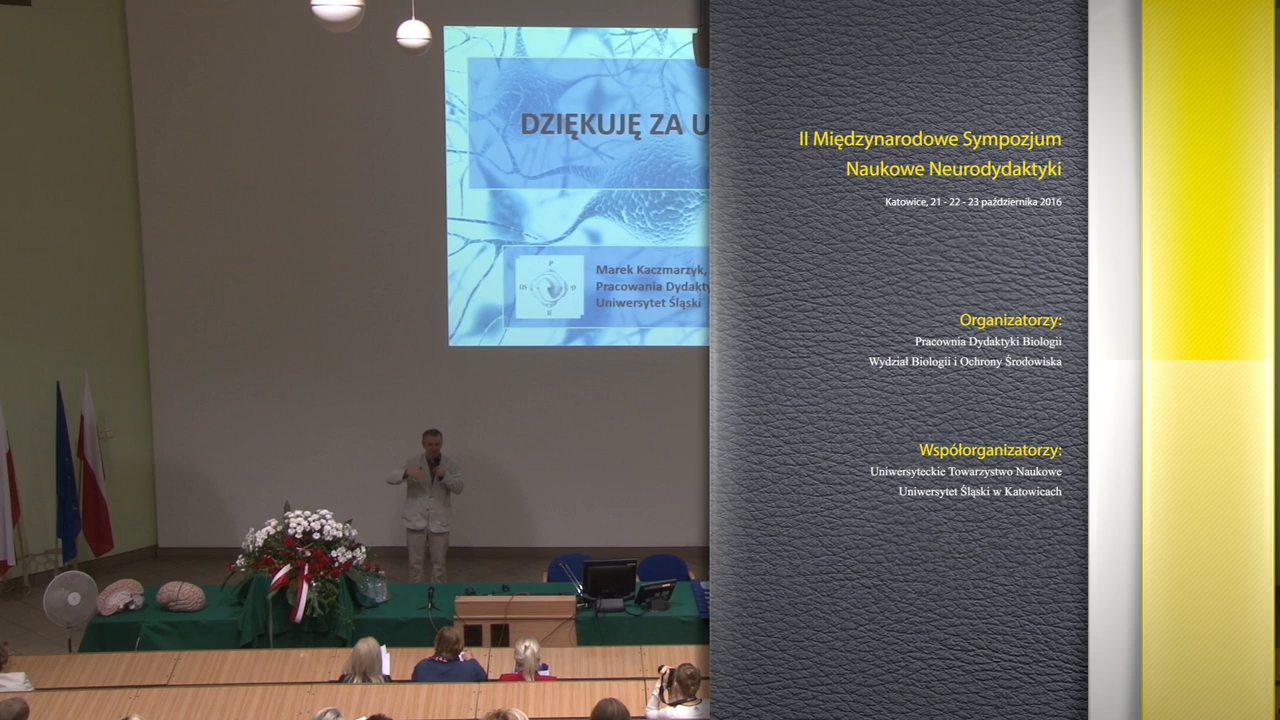 DZIĘKUJĘ ZA U
Marek Kaczmarzyk,
Pracowania Dydakty
Uniwersytet Śląski
II Międzynarodowe Sympozjum
Naukowe Neurodydaktyki
Katowice, 21 - 22 - 23 października 2016
Organizatorzy:
Pracownia Dydaktyki Biologii
Wydział Biologii i Ochrony Środowiska
Współorganizatorzy:
Uniwersyteckie Towarzystwo Naukowe
Uniwersytet Śląski w Katowicach